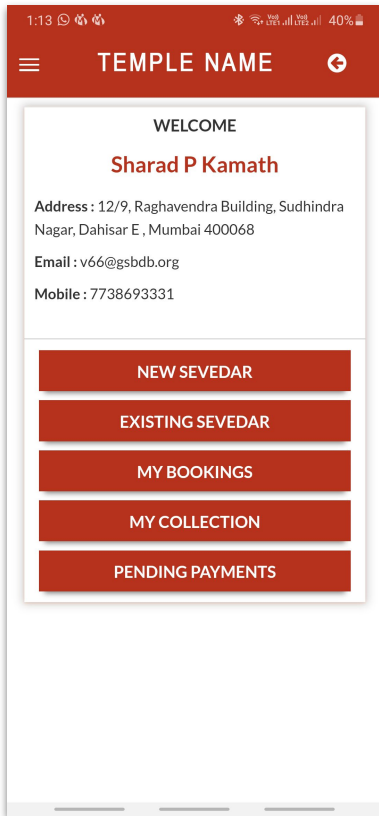 1:13 40%
TEMPLE NAME
WELCOME
Sharad P Kamath
Address : 12/9, Raghavendra Building, Sudhindra
Nagar, Dahisar E , Mumbai 400068
Email : v66@gsbdb.org
Mobile : 7738693331
NEW SEVEDAR
EXISTING SEVEDAR
MY BOOKINGS
MY COLLECTION
PENDING PAYMENTS